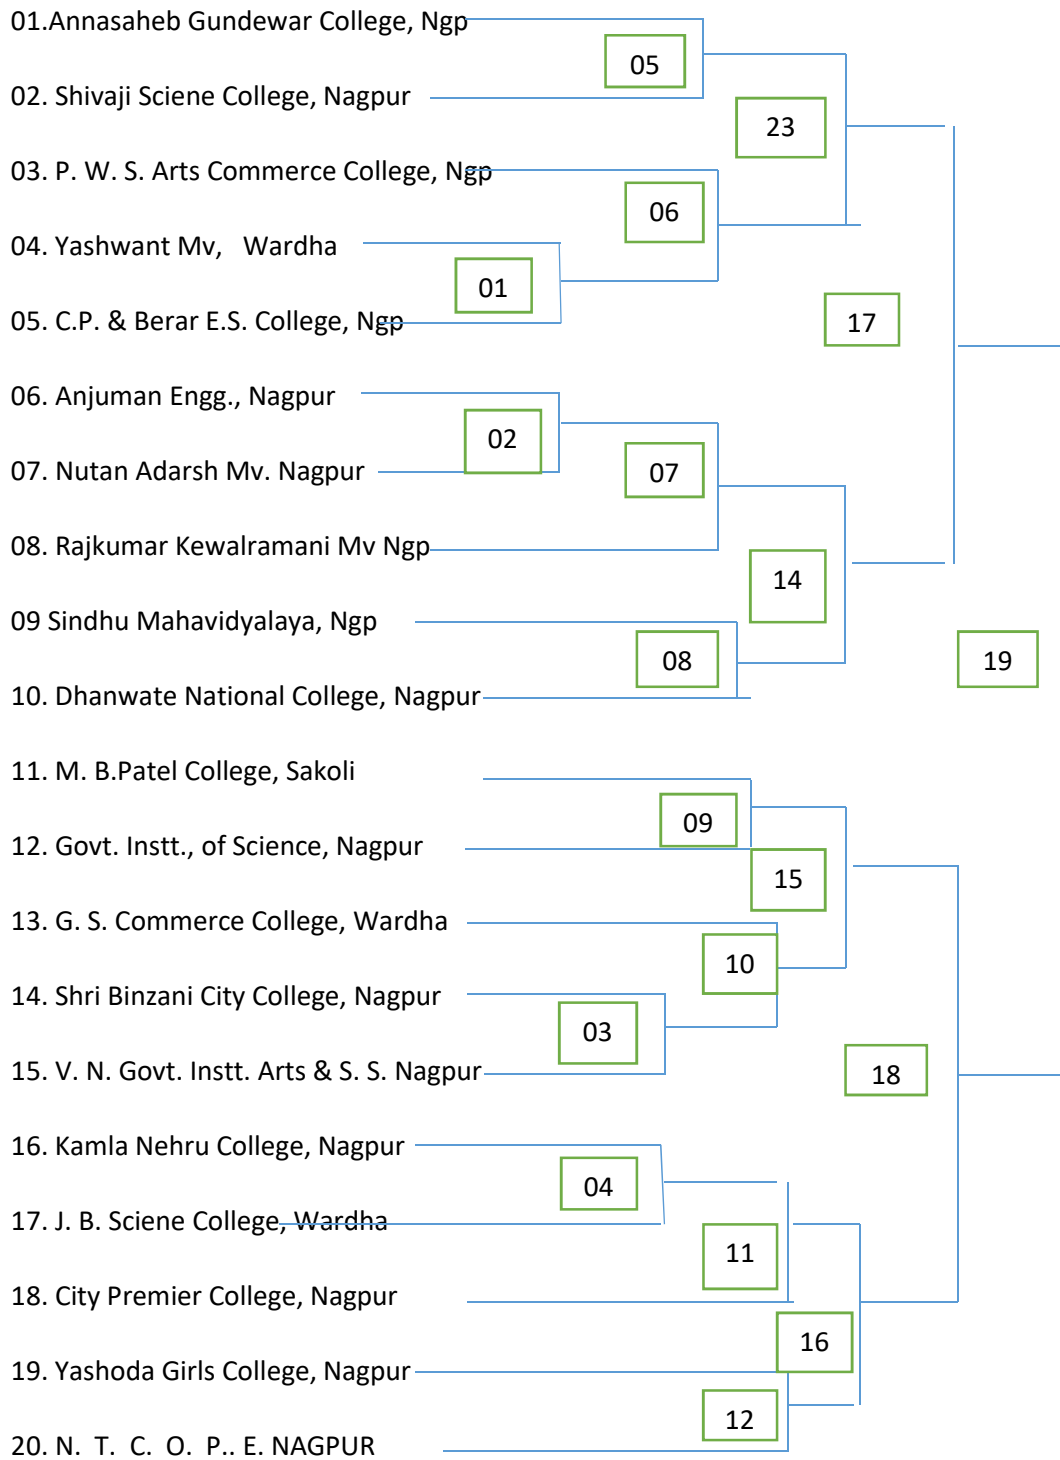 01.Annasaheb Gundewar College, Ngp
05
02. Shivaji Sciene College, Nagpur
23
03. P. W. S. Arts Commerce College, Ngp
06
04. Yashwant Mv, Wardha
01
17
05. C.P. & Berar E.S. College, Ngp
06. Anjuman Engg., Nagpur
02
07
07. Nutan Adarsh Mv. Nagpur
08. Rajkumar Kewalramani Mv Ngp
14
09 Sindhu Mahavidyalaya, Ngp
08
19
10. Dhanwate National College, Nagpur
11. M. B.Patel College, Sakoli
09
12. Govt. Instt., of Science, Nagpur
15
13. G. S. Commerce College, Wardha
10
14. Shri Binzani City College, Nagpur
03
15. V. N. Govt. Instt. Arts & S. S. Nagpur
18
16. Kamla Nehru College, Nagpur
04
17. J. B. Sciene College, Wardha
11
18. City Premier College, Nagpur
16
19. Yashoda Girls College, Nagpur
12
20. N. T. C. O. P.. E. NAGPUR